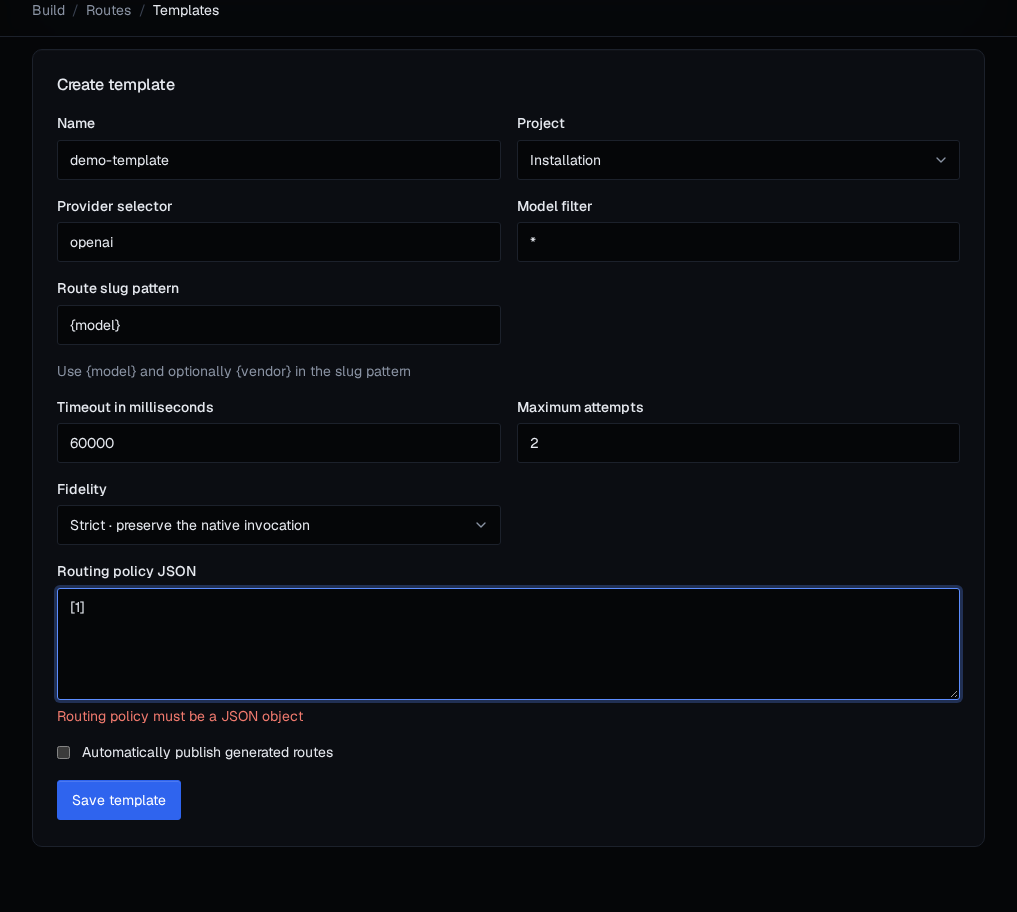 Build / Routes / Templates
Create template
Name
Project
demo-template
Installation
Provider selector
Model filter
openai
*
Route slug pattern
{model}
Use {model} and optionally {vendor} in the slug pattern
Timeout in milliseconds
Maximum attempts
60000
2
Fidelity
Strict · preserve the native invocation
Routing policy JSON
[1]
Routing policy must be a JSON object
Automatically publish generated routes
Save template